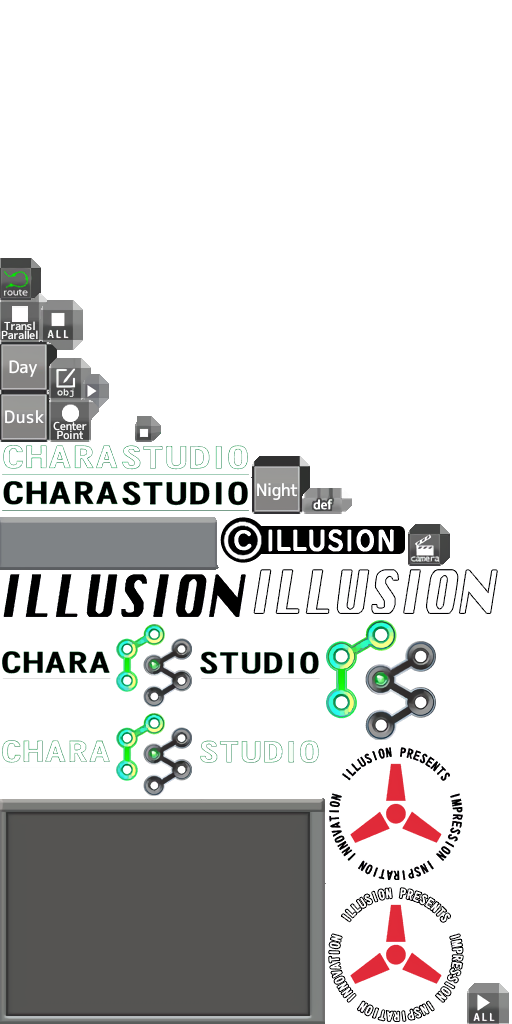 route
Transl
Parallel
ALL
Day
obj
Dusk
Center
Point
CHARASTUDIO
CHARASTUDIO
Night
def
© ILLUSION
camera
ILLUSION
ILLUSION
CHARA STUDIO
CHARA STUDIO
ILLUSION PRESENTS
IMPRESSION INSPIRATION INNOVATION
ILLUSION PRESENTS
IMPRESSION INSPIRATION INNOVATION
ALL